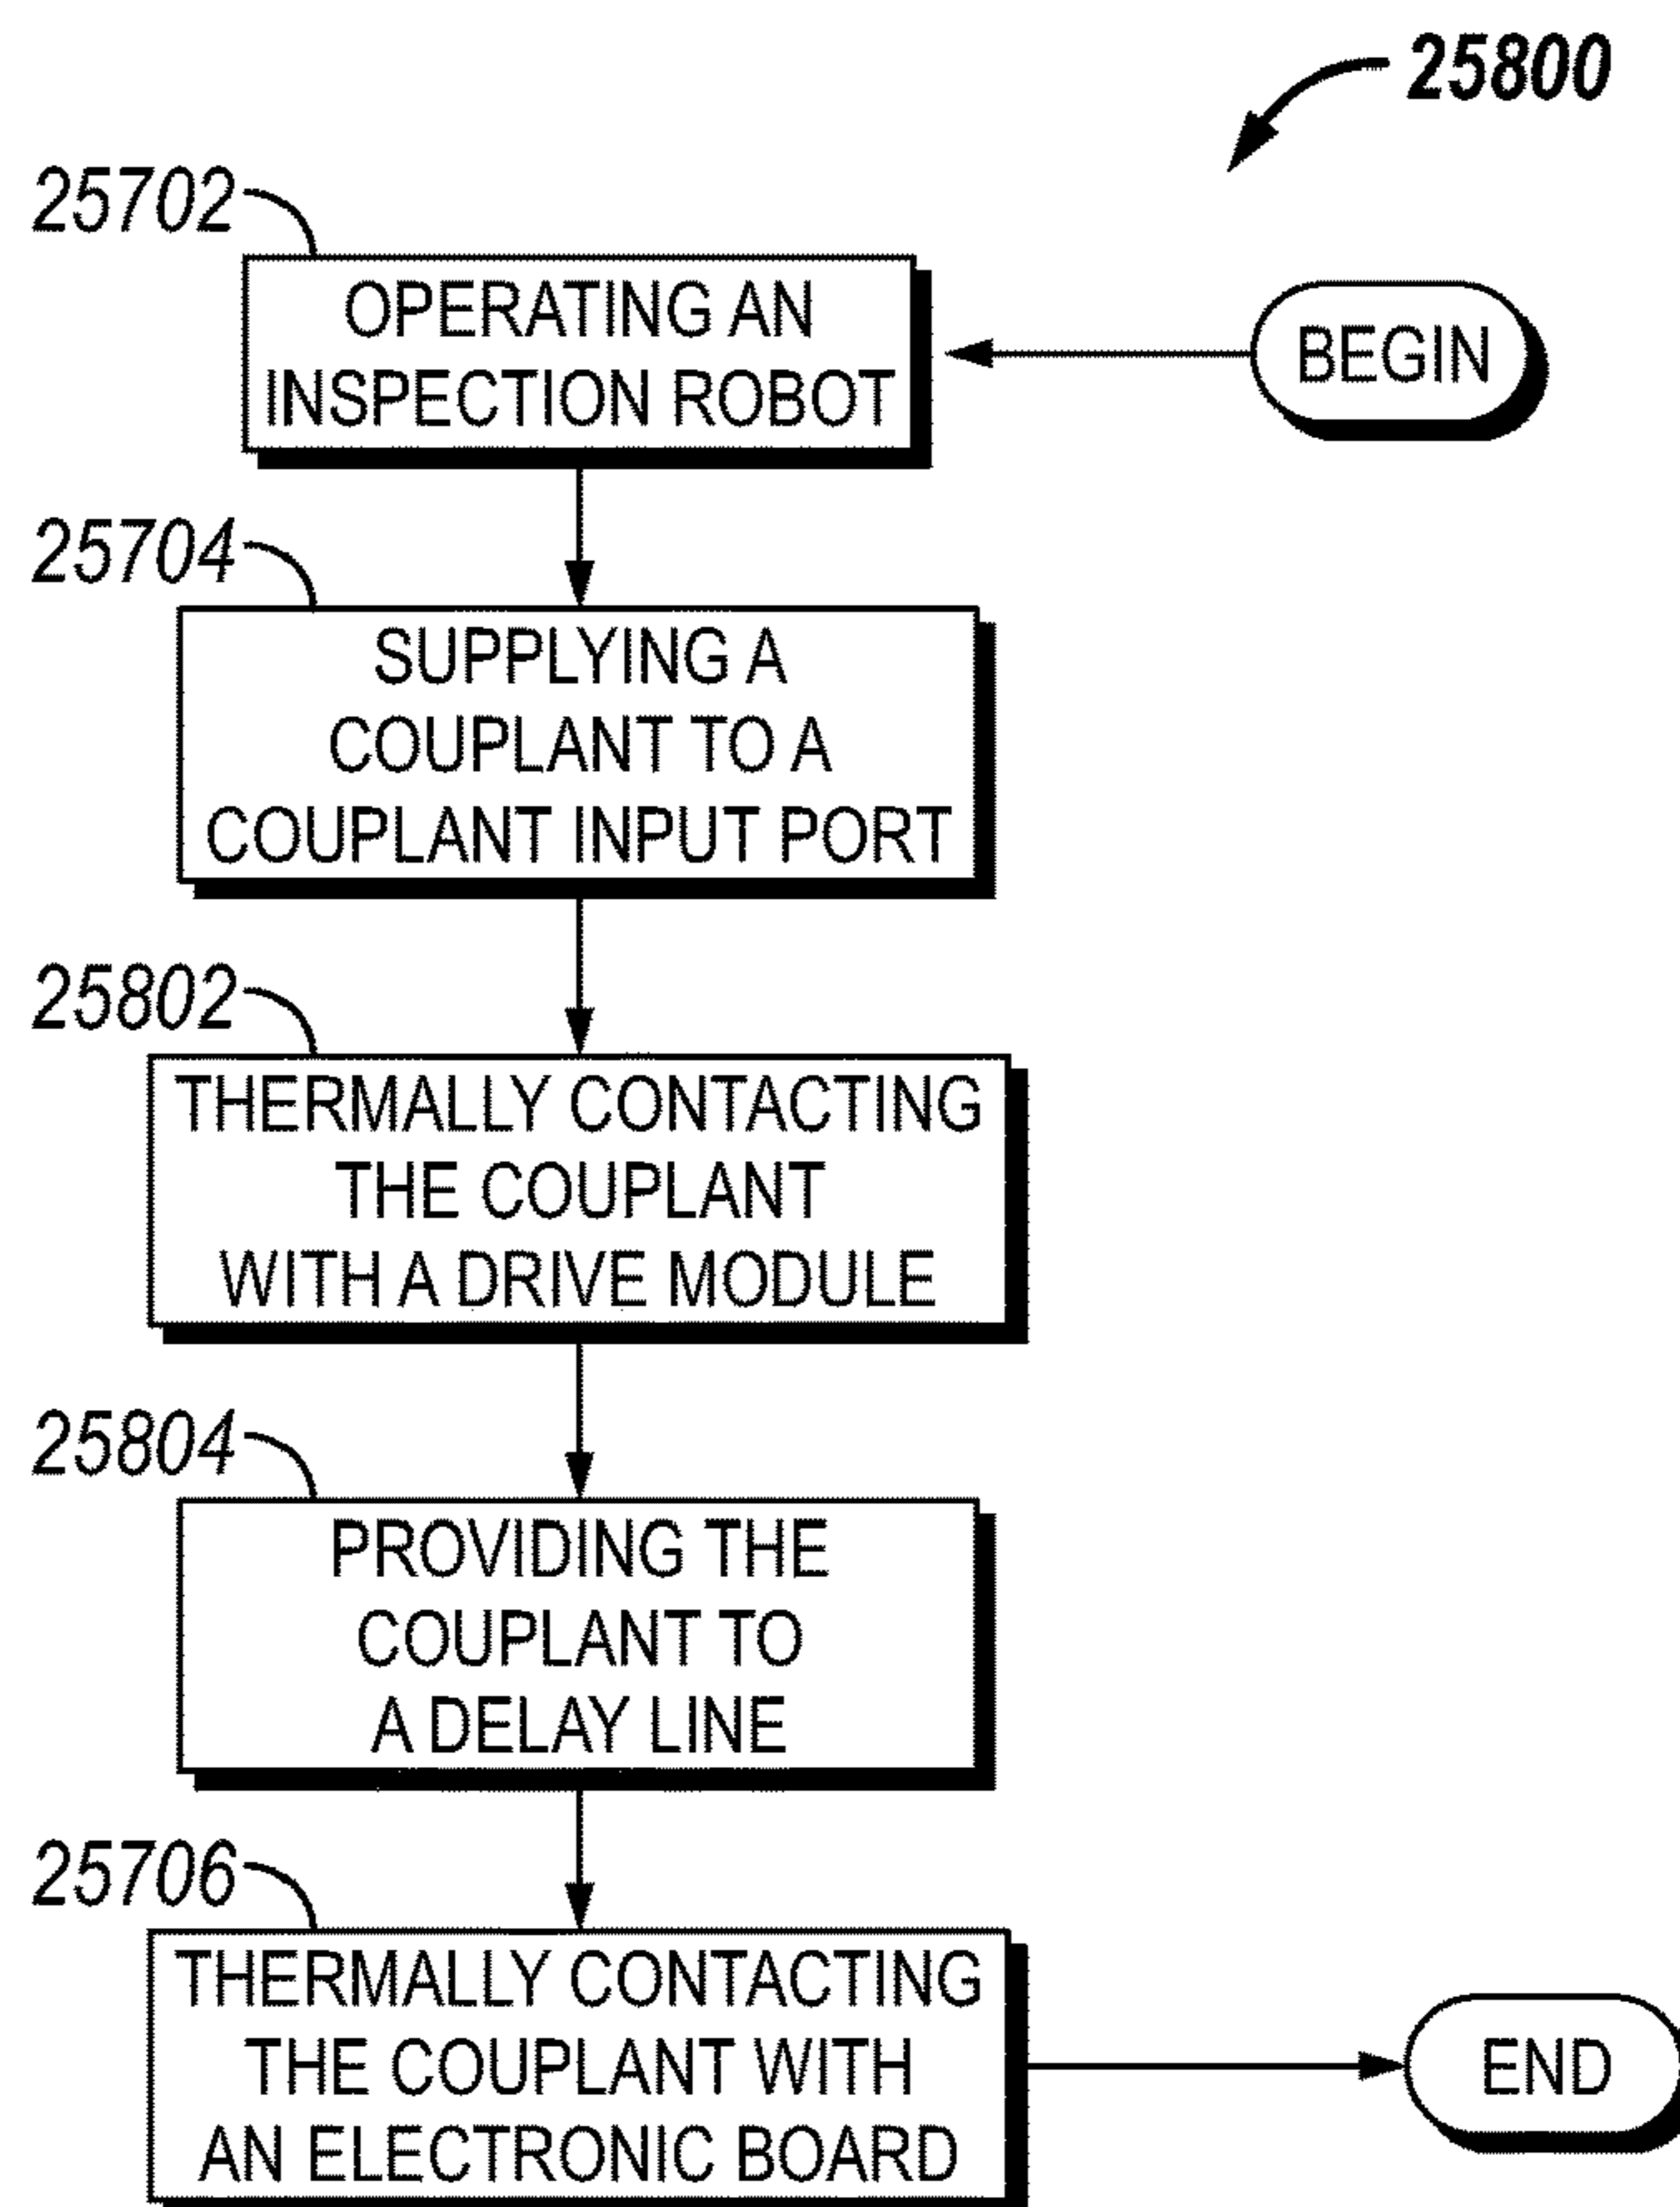 25800
25702
OPERATING AN
INSPECTION ROBOT
BEGIN
25704
SUPPLYING A
COUPLANT TO A
COUPLANT INPUT PORT
25802
THERMALLY CONTACTING
THE COUPLANT
WITH A DRIVE MODULE
25804
PROVIDING THE
COUPLANT TO
A DELAY LINE
25706
THERMALLY CONTACTING
THE COUPLANT WITH
AN ELECTRONIC BOARD
END